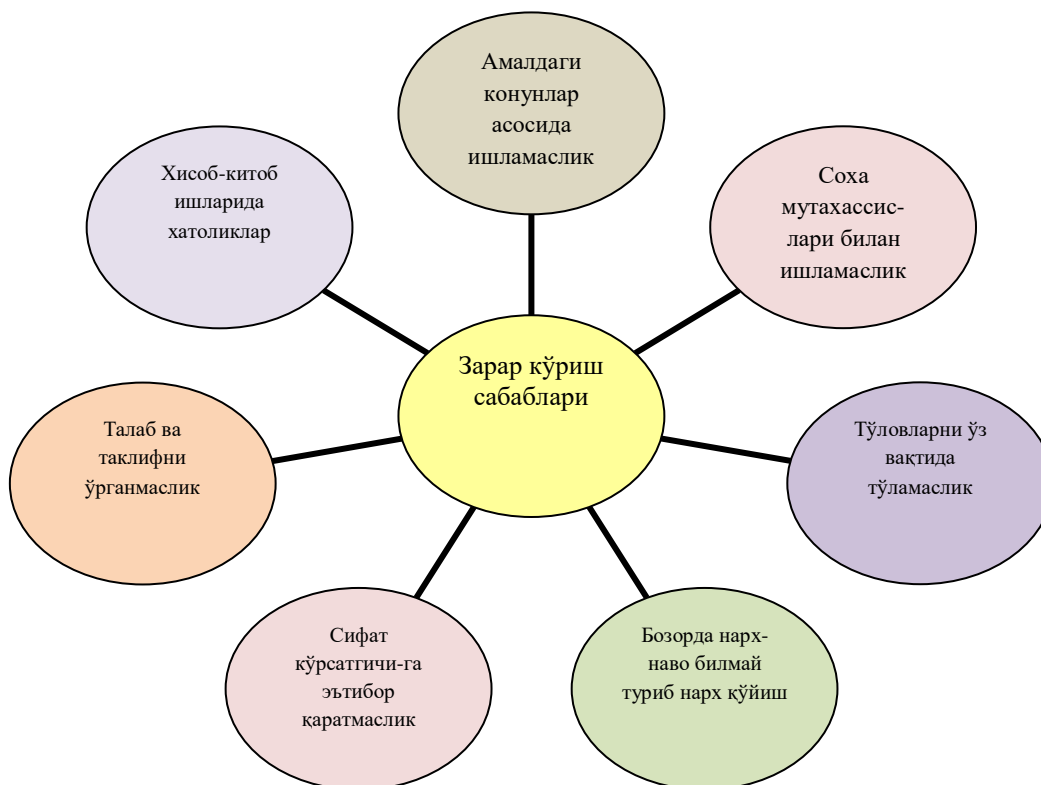 Амалдаги
конунлар
асосида
ишламаслик
Хисоб-китоб
ишларида
хатоликлар
Соха
мутахассис-
лари билан
ишламаслик
Зарар кўриш
сабаблари
Талаб ва
таклифни
ўрганмаслик
Тўловларни ўз
вақтида
тўламаслик
Сифат
кўрсатгичи-га
эътибор
қаратмаслик
Бозорда нарх-
наво билмай
туриб нарх қўйиш